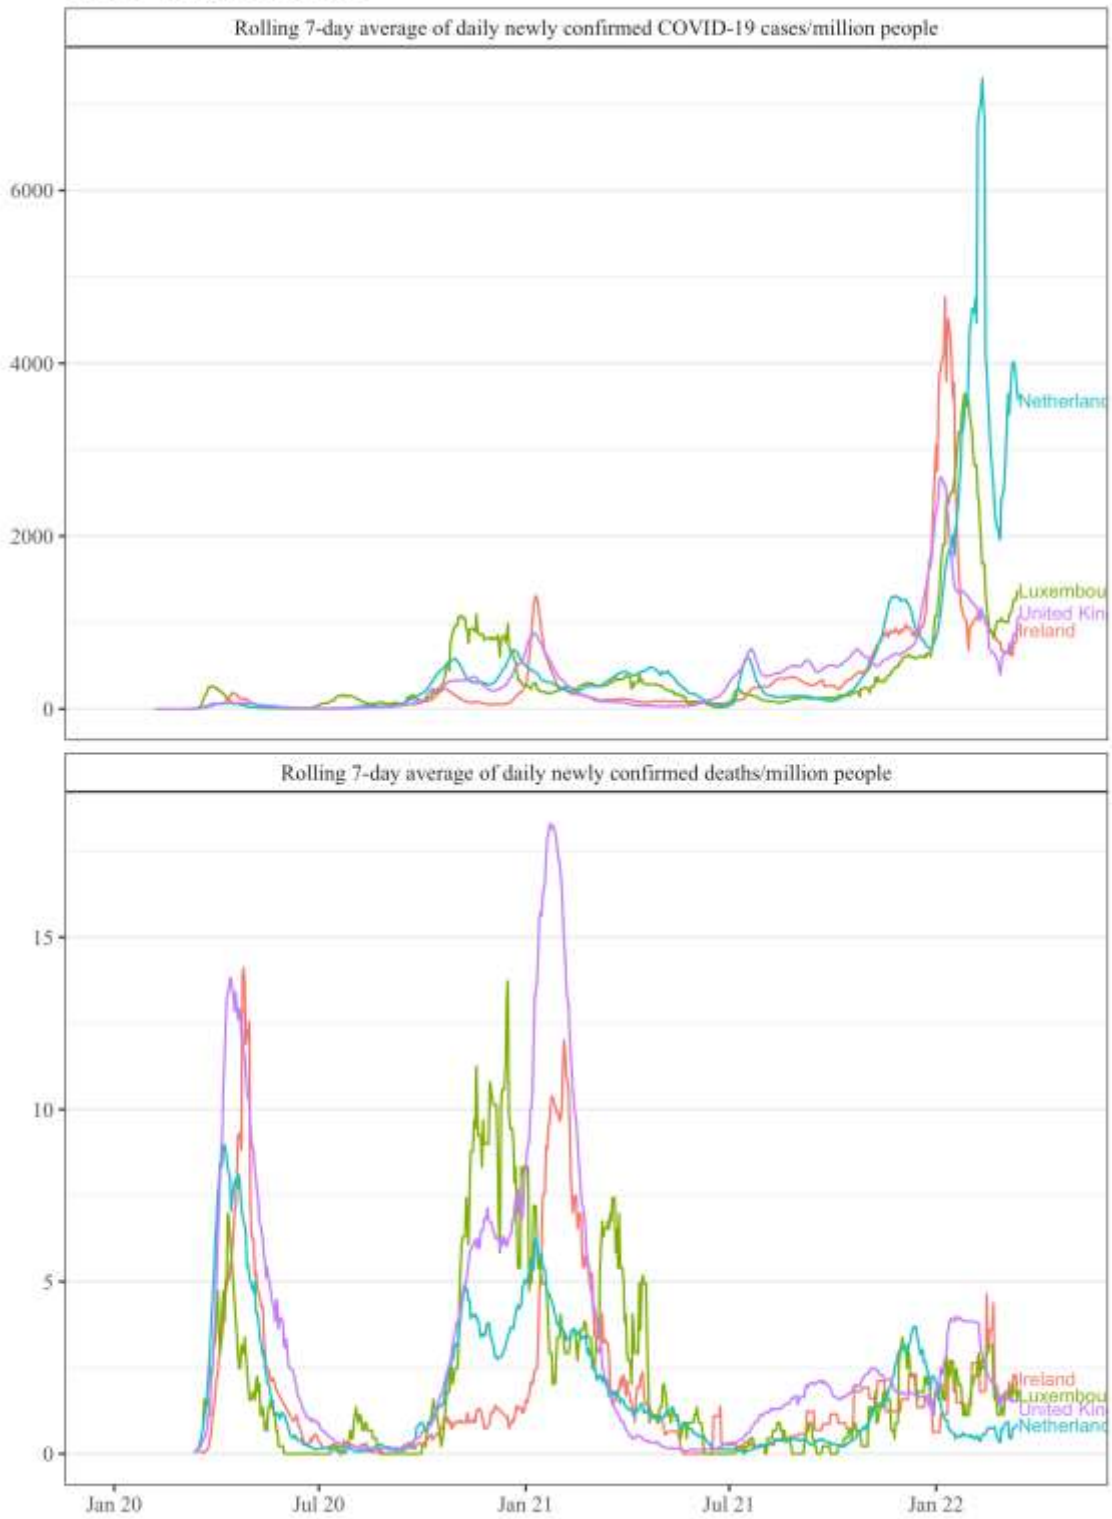 Rolling 7-day average of daily newly confirmed COVID-19 cases/million people
6000
4000
2000
0
Netherlanc
Luxembou
United Kin
Ireland
Rolling 7-day average of daily newly confirmed deaths/million people
15
10
5
0
Ireland
Luxembou
United Kin
Netherlanc
Jan 20 Jul 20 Jan 21 Jul 21 Jan 22